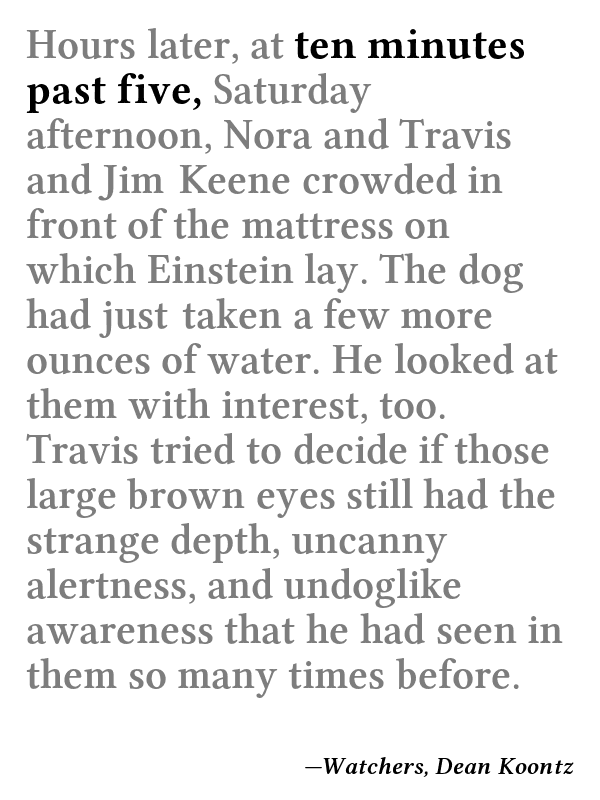 Hours later, at ten minutes
past five, Saturday
afternoon, Nora and Travis
and Jim Keene crowded in
front of the mattress on
which Einstein lay. The dog
had just taken a few more
ounces of water. He looked at
them with interest, too.
Travis tried to decide if those
large brown eyes still had the
strange depth, uncanny
alertness, and undoglike
awareness that he had seen in
them so many times before.
—Watchers, Dean Koontz